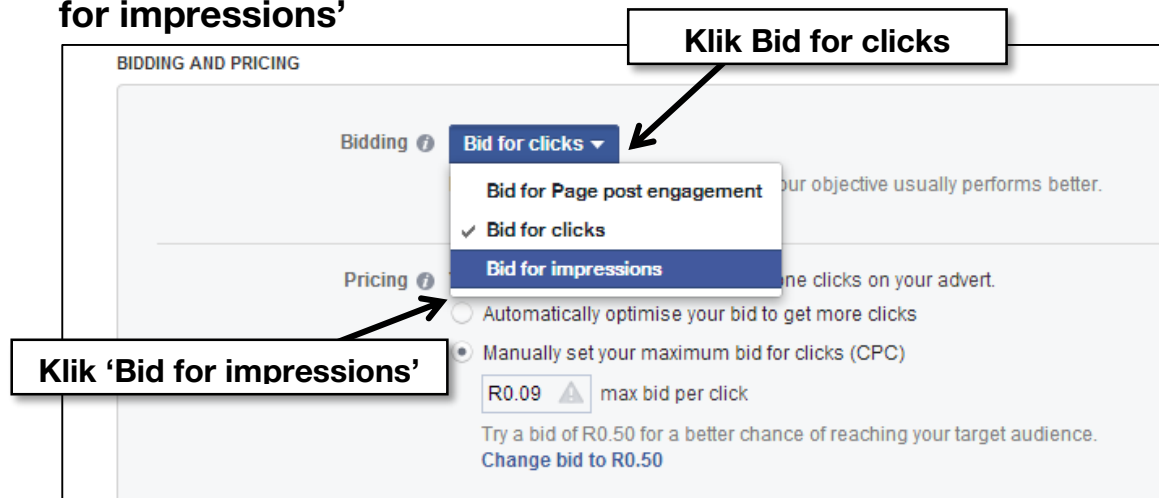 for impressions’
Klik Bid for clicks
BIDDING AND PRICING
Bidding Bid for clicks
Bid for Page post engagement
our objective usually performs better.
Bid for clicks
Bid for impressions
Pricing
one clicks on your advert.
Automatically optimise your bid to get more clicks
Klik ‘Bid for impressions’
Manually set your maximum bid for clicks (CPC)
R0.09 max bid per click
Try a bid of R0.50 for a better chance of reaching your target audience.
Change bid to R0.50